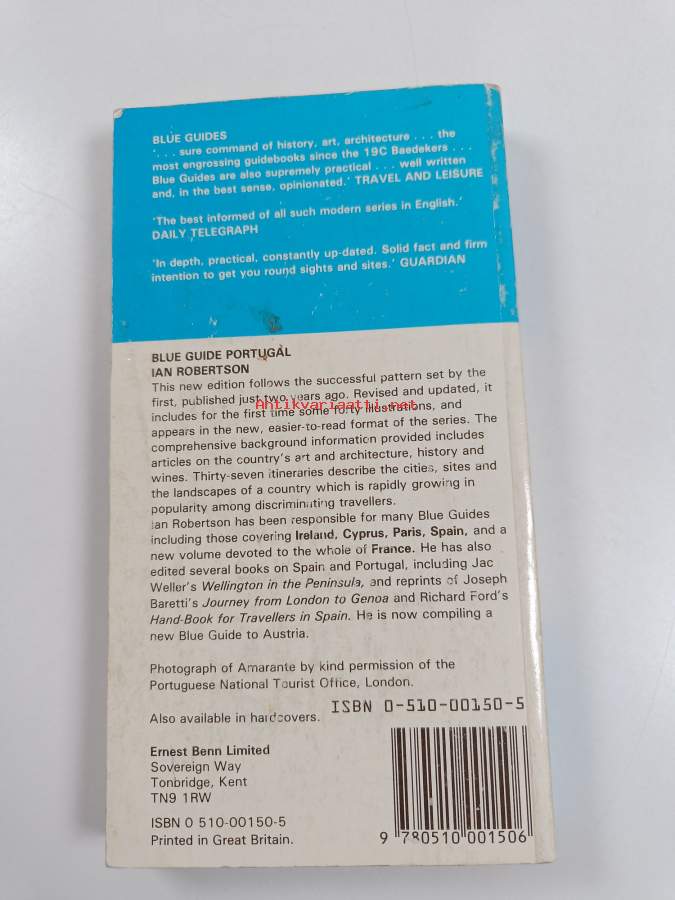 BLUE GUIDES
'. . . sure command of history, art, architecture . . . the
most engrossing guidebooks since the 19C Baedekers . . .
Blue Guides are also supremely practical . . . well written
and, in the best sense, opinionated.' TRAVEL AND LEISURE
'The best informed of all such modern series in English.'
DAILY TELEGRAPH
'In depth, practical, constantly up-dated. Solid fact and firm
intention to get you round sights and sites.' GUARDIAN
BLUE GUIDE PORTUGAL
IAN ROBERTSON
This new edition follows the successful pattern set by the
first, published just two years ago. Revised and updated, it
Antikvariaatti.net
includes for the first time some forty illustrations, and
appears in the new, easier-to-read format of the series. The
comprehensive background information provided includes
articles on the country's art and architecture, history and
wines. Thirty-seven itineraries describe the cities, sites and
the landscapes of a country which is rapidly growing in
popularity among discriminating travellers.
Ian Robertson has been responsible for many Blue Guides
including those covering Ireland, Cyprus, Paris, Spain, and a
new volume devoted to the whole of France. He has also
edited several books on Spain and Portugal, including Jac
Weller's Wellington in the Peninsula, and reprints of Joseph
Baretti's Journey from London to Genoa and Richard Ford's
Hand-Book for Travellers in Spain. He is now compiling a
new Blue Guide to Austria.
Photograph of Amarante by kind permission of the
Portuguese National Tourist Office, London.
ISBN 0-510-00150-5
Also available in hardcovers.
Ernest Benn Limited
Sovereign Way
Tonbridge, Kent
TN9 1RW
ISBN 0 510-00150-5
Printed in Great Britain.
9 780510 001506